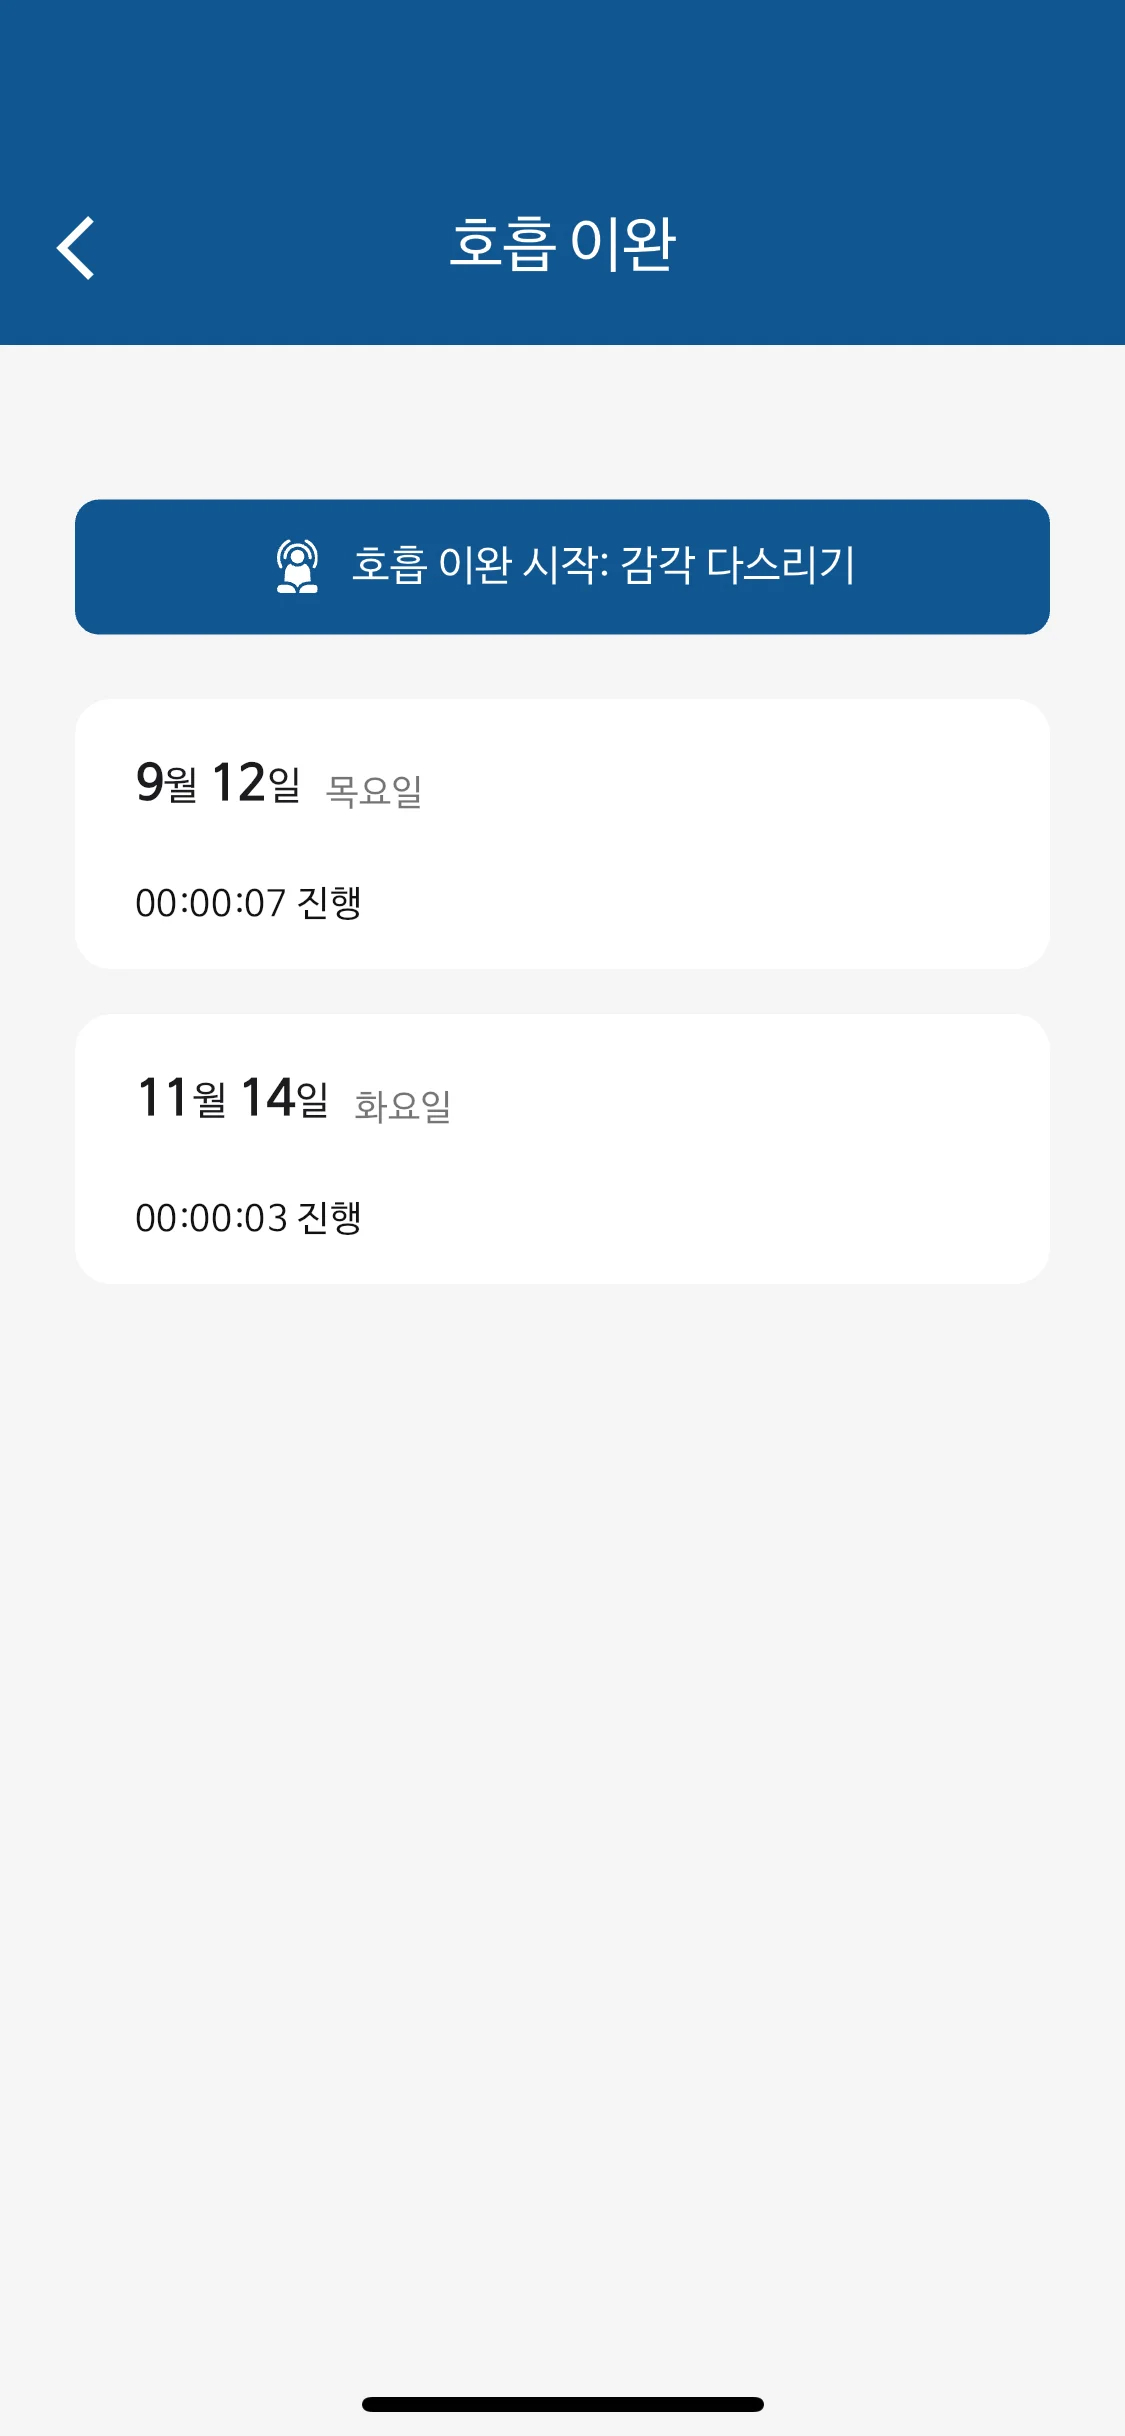 호흡 이완
호흡 이완 시작: 감각 다스리기
9월 12일 목요일
00:00:07 진행
11월 14일 화요일
00:00:03 진행